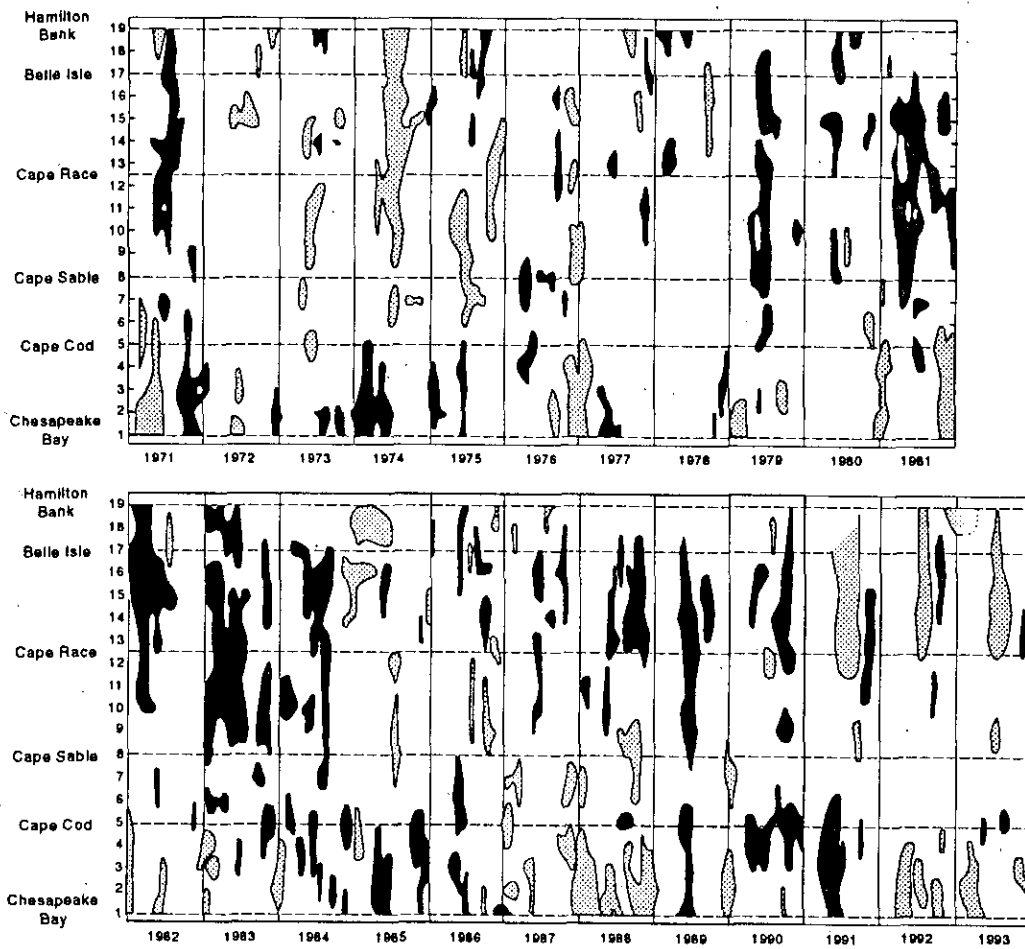 Hamilton
Bank
19
18
Belle Isle 17
16
15
14
13
Cape Race
12
11
10
9
Cape Sable 8
7
6
Cape Cod 5
4
3
Chesapeake 2
Bay 1
1971 1972 1973 1974 1975 1976 1977 1978 1979 1980 1981
Hamilton
Bank
19
18
Belle Isle 17
16
15
14
13
Cape Race
12
11
10
9
Cape Sable 8
7
6
Cape Cod 5
4
3
2
Chesapeake
Bay 1
1982 1983 1984 1985 1986 1987 1988 1989 1990 1991 1992 1993